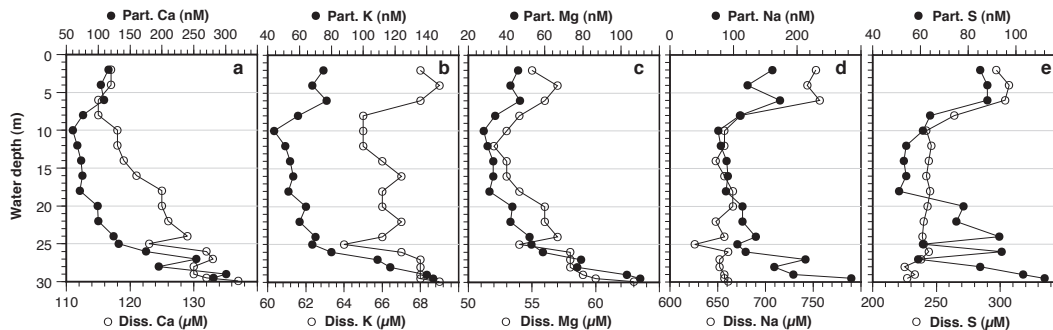 Part. Ca (nM) Part. K (nM) Part. Mg (nM) Part. Na (nM) Part. S (nM)
50 100 150 200 250 300 40 60 80 100 120 140 20 40 60 80 100 0 100 200 40 60 80 100
a b c d e
Water depth (m)
0
5
10
15
20
25
30
110 120 130 60 62 64 66 68 50 55 60 600 650 700 750 200 300
Diss. Ca (µM) Diss. K (µM) Diss. Mg (µM) Diss. Na (µM) Diss. S (µM)